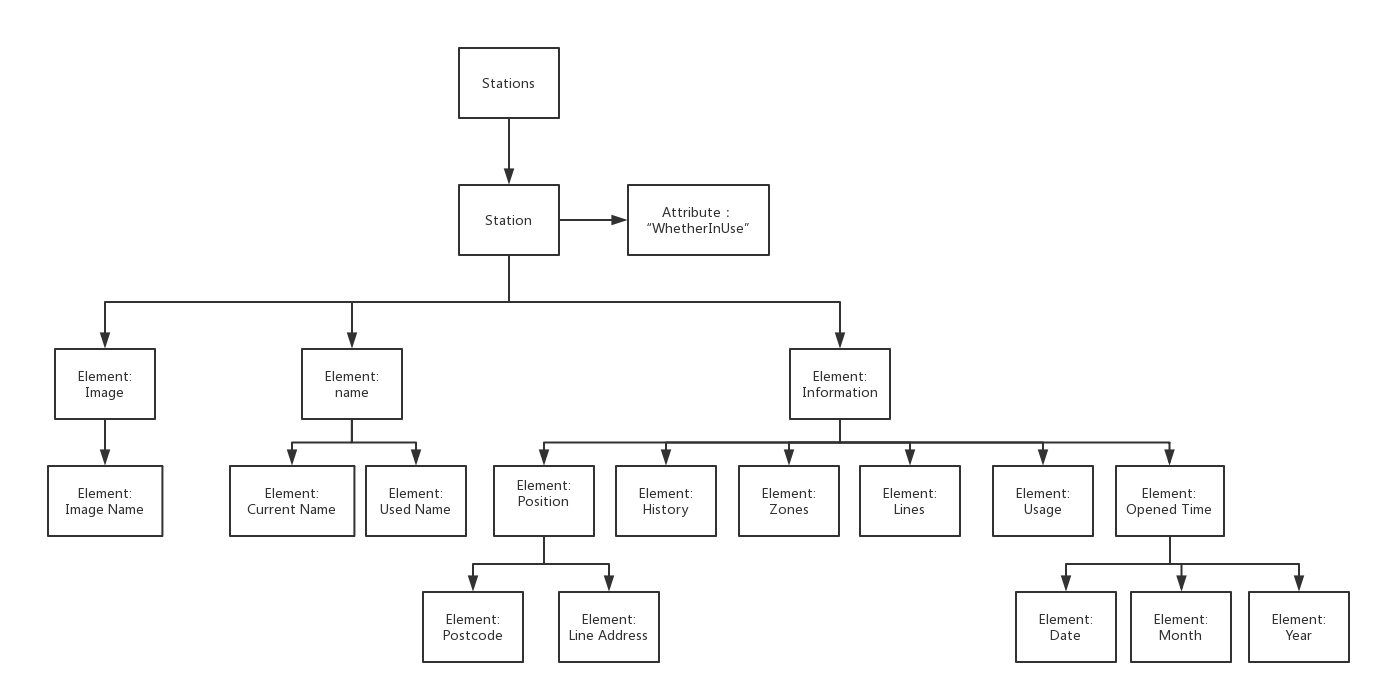 Stations
Station
Attribute：
“WhetherInUse”
Element:
Image
Element:
name
Element:
Information
Element:
Image Name
Element:
Current Name
Element:
Used Name
Element:
Position
Element:
History
Element:
Zones
Element:
Lines
Element:
Usage
Element:
Opened Time
Element:
Postcode
Element:
Line Address
Element:
Date
Element:
Month
Element:
Year